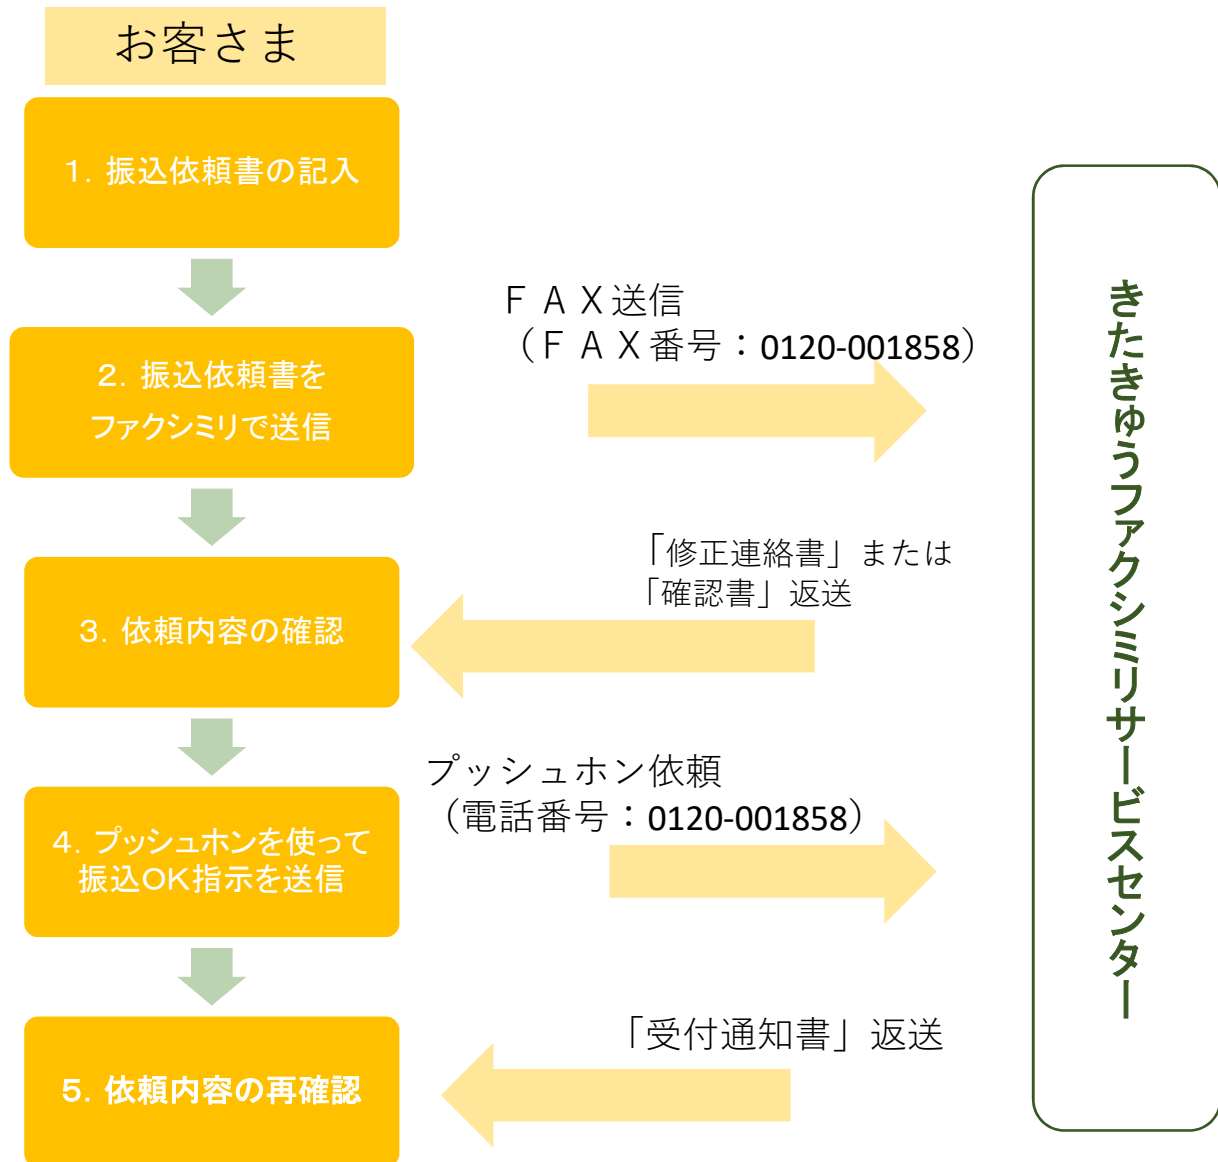 お客さま
１．振込依頼書の記入
２．振込依頼書を
ファクシミリで送信
ＦＡＸ送信
（ＦＡＸ番号：0120-001858）
３．依頼内容の確認
「修正連絡書」または
「確認書」返送
４．プッシュホンを使って
振込ＯＫ指示を送信
プッシュホン依頼
（電話番号：0120-001858）
５．依頼内容の再確認
「受付通知書」返送
きたきゅうファクシミリサービスセンター